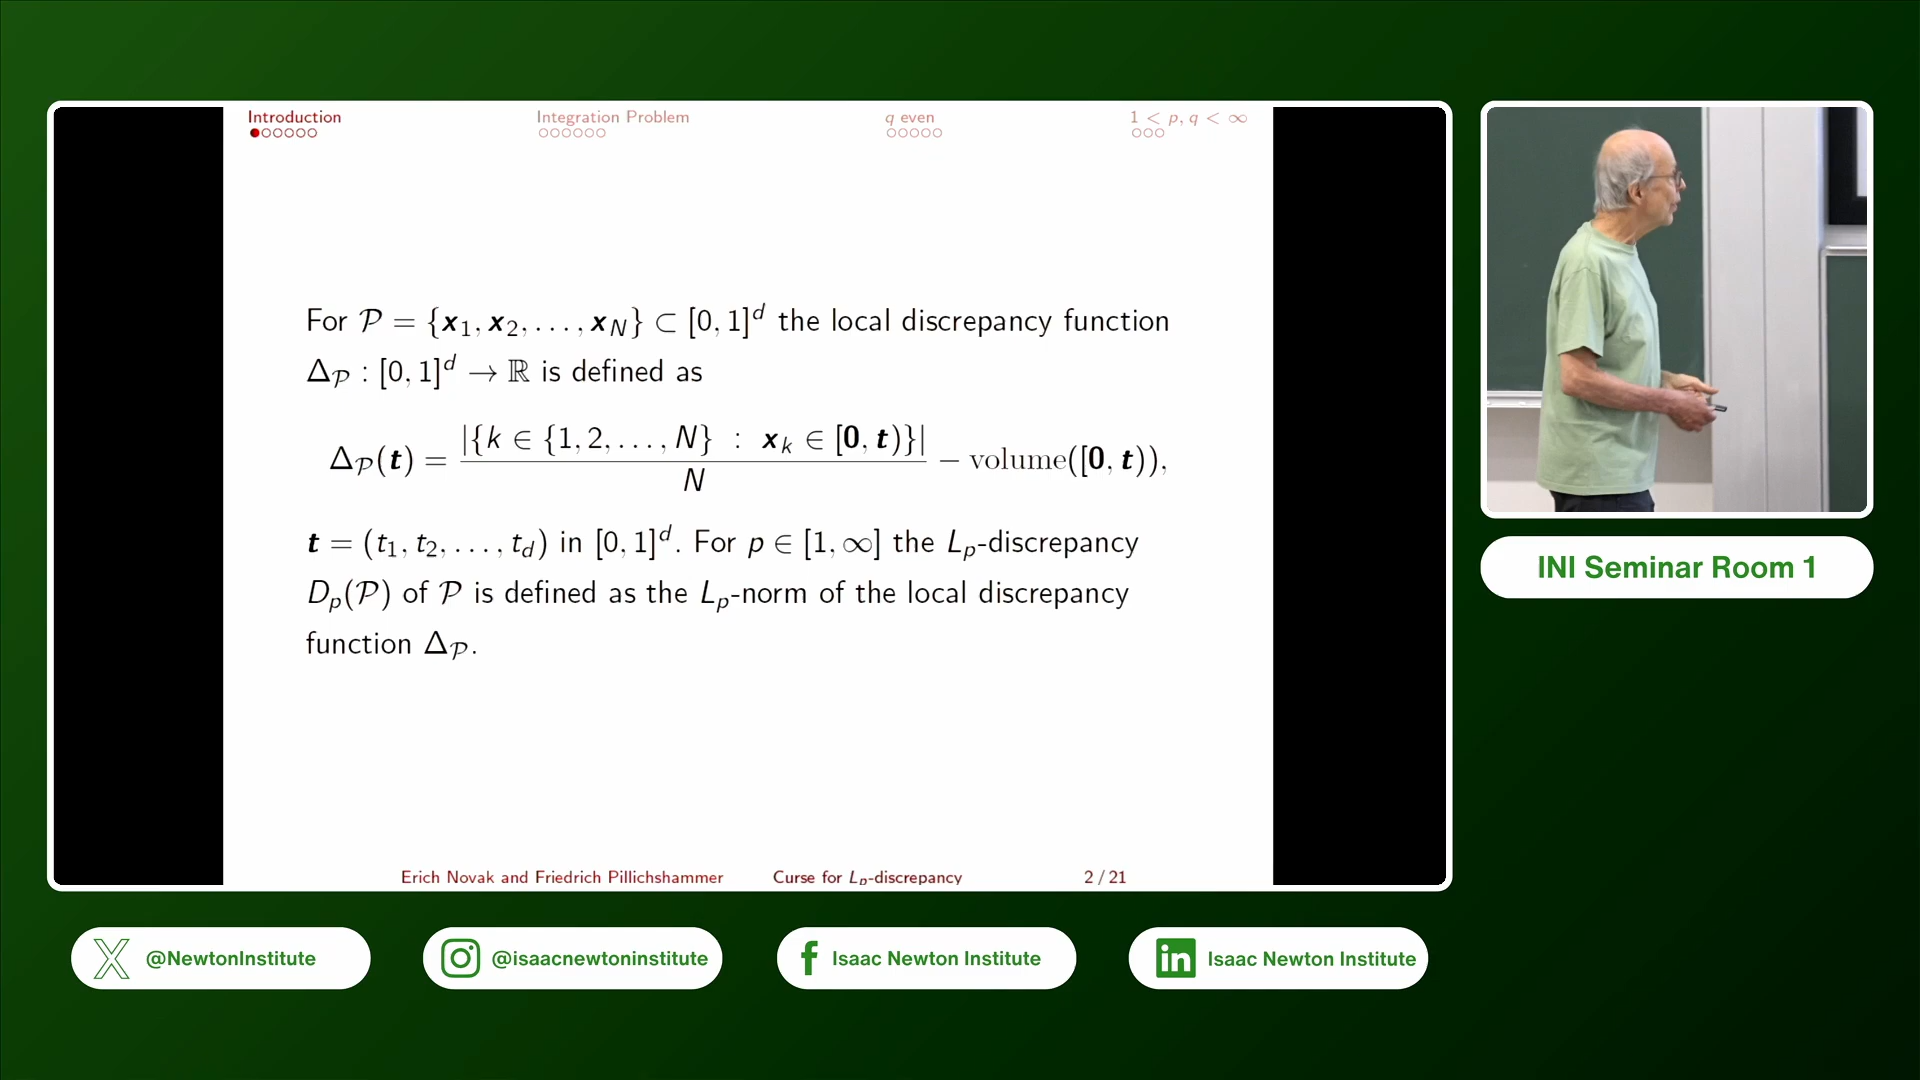 Introduction
Integration Problem
q even
1 < p, q < ∞
For 𝒫 = {x₁, x₂, . . . , x_N} ⊂ [0, 1]^d the local discrepancy function
Δ_𝒫 : [0, 1]^d → ℝ is defined as
Δ_𝒫(t) = |{k ∈ {1, 2, . . . , N} : x_k ∈ [0, t)}| / N − volume([0, t)),
t = (t₁, t₂, . . . , t_d) in [0, 1]^d. For p ∈ [1, ∞] the L_p-discrepancy
D_p(𝒫) of 𝒫 is defined as the L_p-norm of the local discrepancy
function Δ_𝒫.
Erich Novak and Friedrich Pillichshammer
Curse for L_p-discrepancy
2 / 21
INI Seminar Room 1
@NewtonInstitute
@isaacnewtoninstitute
Isaac Newton Institute
Isaac Newton Institute